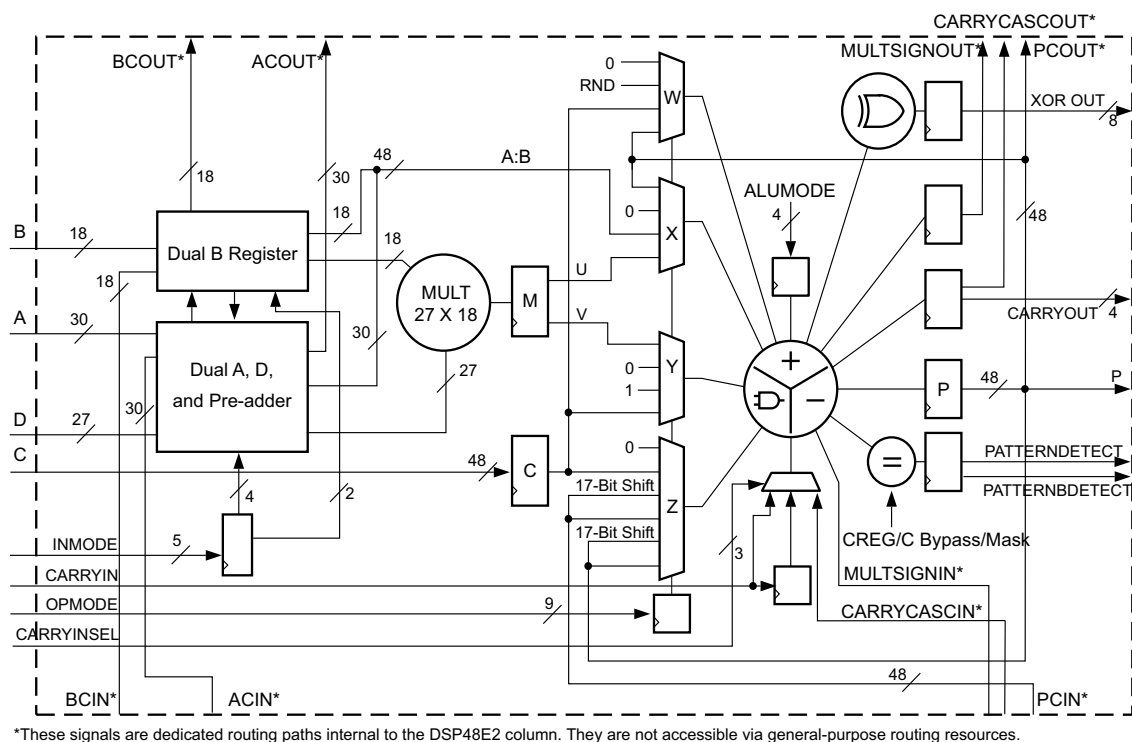 CARRYCASCOUT*
BCOUT*
ACOUT*
MULTSIGNOUT*
PCOUT*
0
RND
W
XOR OUT
8
18
30
48
A:B
ALUMODE
4
48
B
18
18
18
0
X
Dual B Register
18
U
MULT
27 X 18
M
V
A
30
30
CARRYOUT
4
Dual A, D,
and Pre-adder
27
0
1
Y
+
−
P
48
P
D
27
30
C
48
C
0
17-Bit Shift
Z
17-Bit Shift
=
PATTERNDETECT
PATTERNBDETECT
4
2
3
CREG/C Bypass/Mask
INMODE
5
CARRYIN
MULTSIGNIN*
OPMODE
9
CARRYCASCIN*
CARRYINSEL
48
BCIN*
ACIN*
PCIN*
*These signals are dedicated routing paths internal to the DSP48E2 column. They are not accessible via general-purpose routing resources.